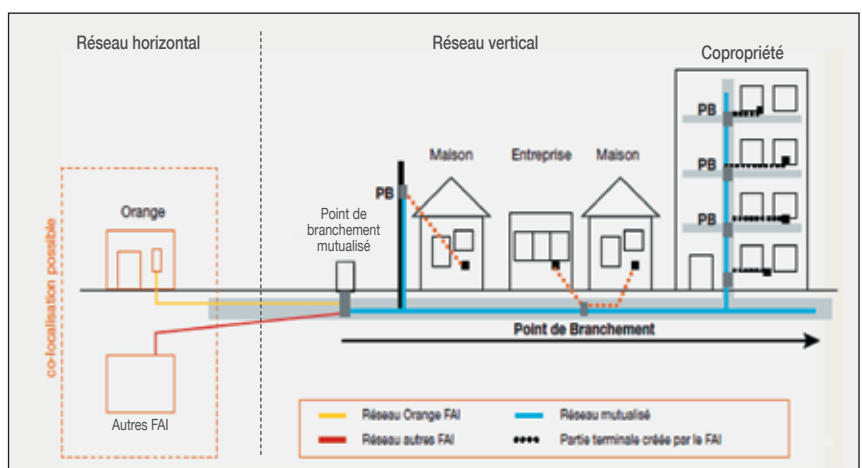 Réseau horizontal
Réseau vertical
Copropriété
co-localisation possible
Orange
Autres FAI
Point de
branchement
mutualisé
PB
Maison
Entreprise
Maison
PB
PB
PB
Point de Branchement
Réseau Orange FAI
Réseau mutualisé
Réseau autres FAI
Partie terminale créée par le FAI